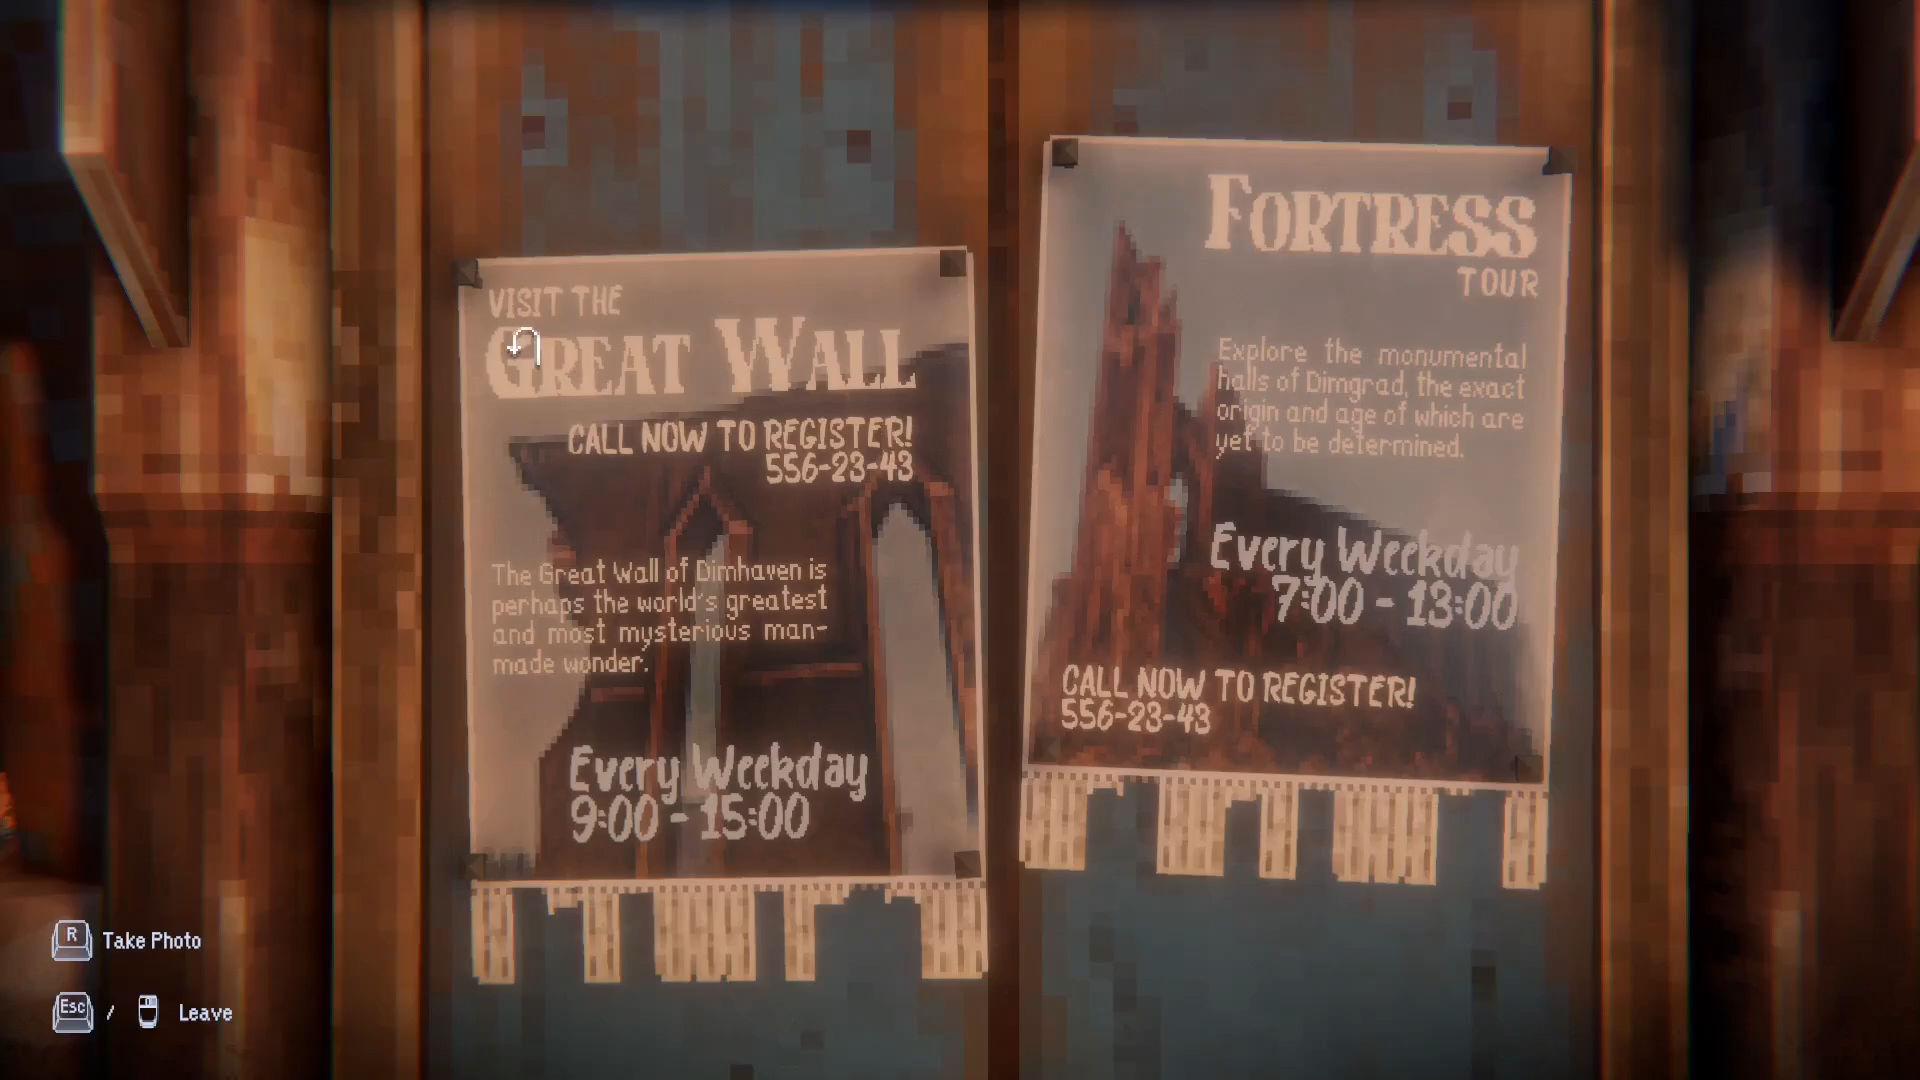 VISIT THE
GREAT WALL
CALL NOW TO REGISTER!
556-23-43
The Great Wall of Dimhaven is
perhaps the world's greatest
and most mysterious man-
made wonder.
Every Weekday
9:00 - 15:00
FORTRESS
TOUR
Explore the monumental
halls of Dimgrad, the exact
origin and age of which are
yet to be determined.
Every Weekday
7:00 - 13:00
CALL NOW TO REGISTER!
556-23-43
R Take Photo
Esc / Leave